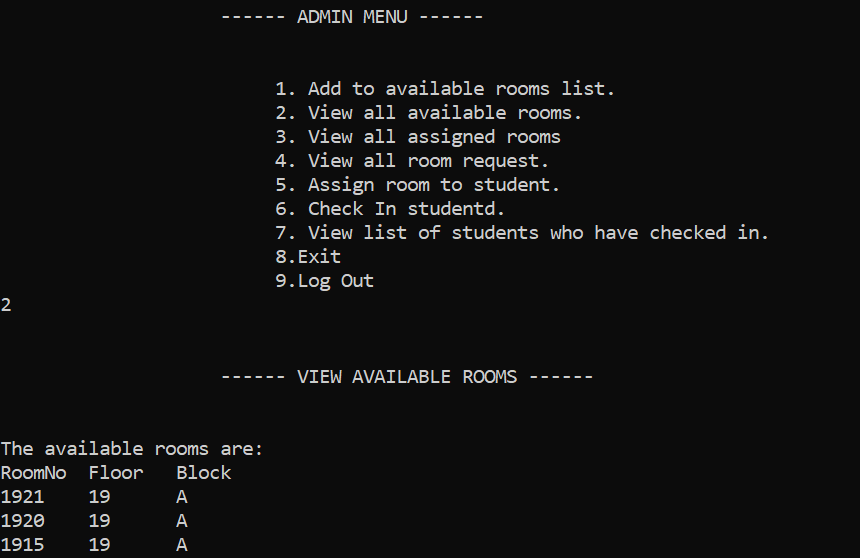 ------ ADMIN MENU ------
1. Add to available rooms list.
2. View all available rooms.
3. View all assigned rooms
4. View all room request.
5. Assign room to student.
6. Check In studentd.
7. View list of students who have checked in.
8.Exit
9.Log Out
2
------ VIEW AVAILABLE ROOMS ------
The available rooms are:
RoomNo  Floor   Block
1921    19      A
1920    19      A
1915    19      A